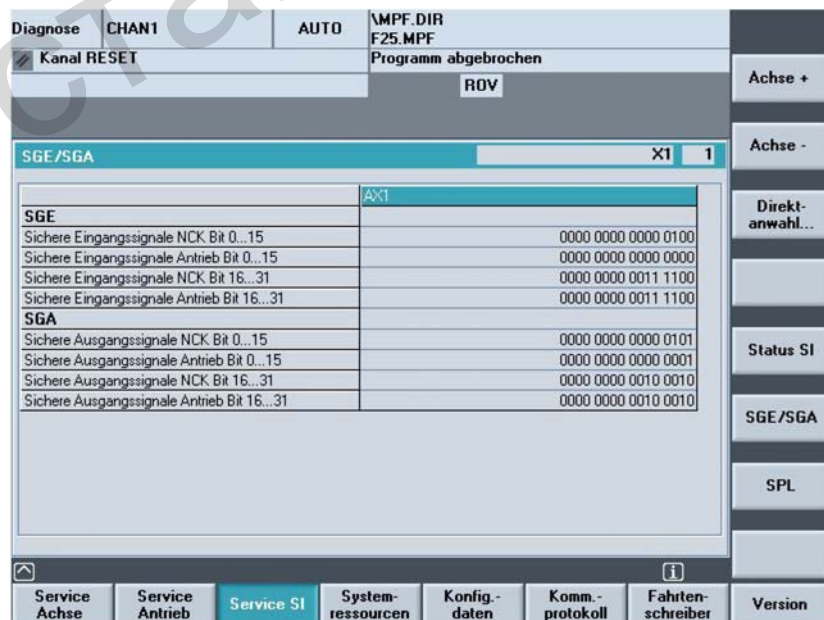 Diagnose CHAN1 AUTO \MPF.DIR
F25.MPF
Kanal RESET Programm abgebrochen
ROV
SGE/SGA X1 1
AX1
SGE
Sichere Eingangssignale NCK Bit 0...15 0000 0000 0000 0100
Sichere Eingangssignale Antrieb Bit 0...15 0000 0000 0000 0000
Sichere Eingangssignale NCK Bit 16...31 0000 0000 0011 1100
Sichere Eingangssignale Antrieb Bit 16...31 0000 0000 0011 1100
SGA
Sichere Ausgangssignale NCK Bit 0...15 0000 0000 0000 0101
Sichere Ausgangssignale Antrieb Bit 0...15 0000 0000 0000 0001
Sichere Ausgangssignale NCK Bit 16...31 0000 0000 0010 0010
Sichere Ausgangssignale Antrieb Bit 16...31 0000 0000 0010 0010
Achse +
Achse -
Direkt-
anwahl...
Status SI
SGE/SGA
SPL
i
Service
Achse
Service
Antrieb
Service SI
System-
ressourcen
Konfig.-
daten
Komm.-
protokoll
Fahrten-
schreiber
Version